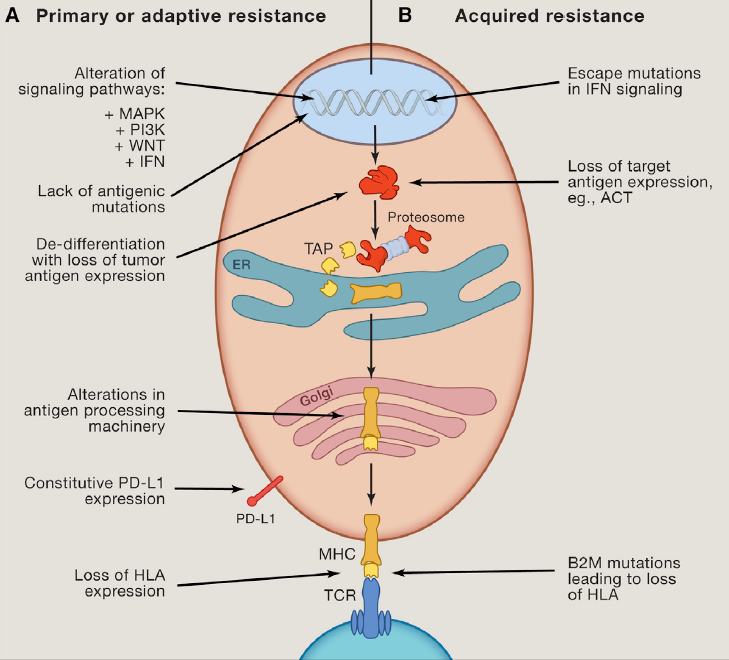 A Primary or adaptive resistance
B Acquired resistance
Alteration of
signaling pathways:
+ MAPK
+ PI3K
+ WNT
+ IFN
Lack of antigenic
mutations
De-differentiation
with loss of tumor
antigen expression
Alterations in
antigen processing
machinery
Constitutive PD-L1
expression
Loss of HLA
expression
Proteosome
TAP
ER
Golgi
PD-L1
MHC
TCR
Escape mutations
in IFN signaling
Loss of target
antigen expression,
eg., ACT
B2M mutations
leading to loss
of HLA